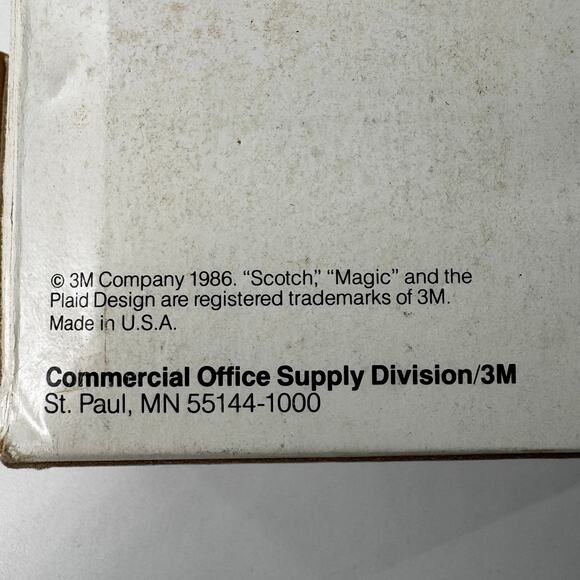 © 3M Company 1986. “Scotch,” “Magic” and the
Plaid Design are registered trademarks of 3M.
Made in U.S.A.
Commercial Office Supply Division/3M
St. Paul, MN 55144-1000